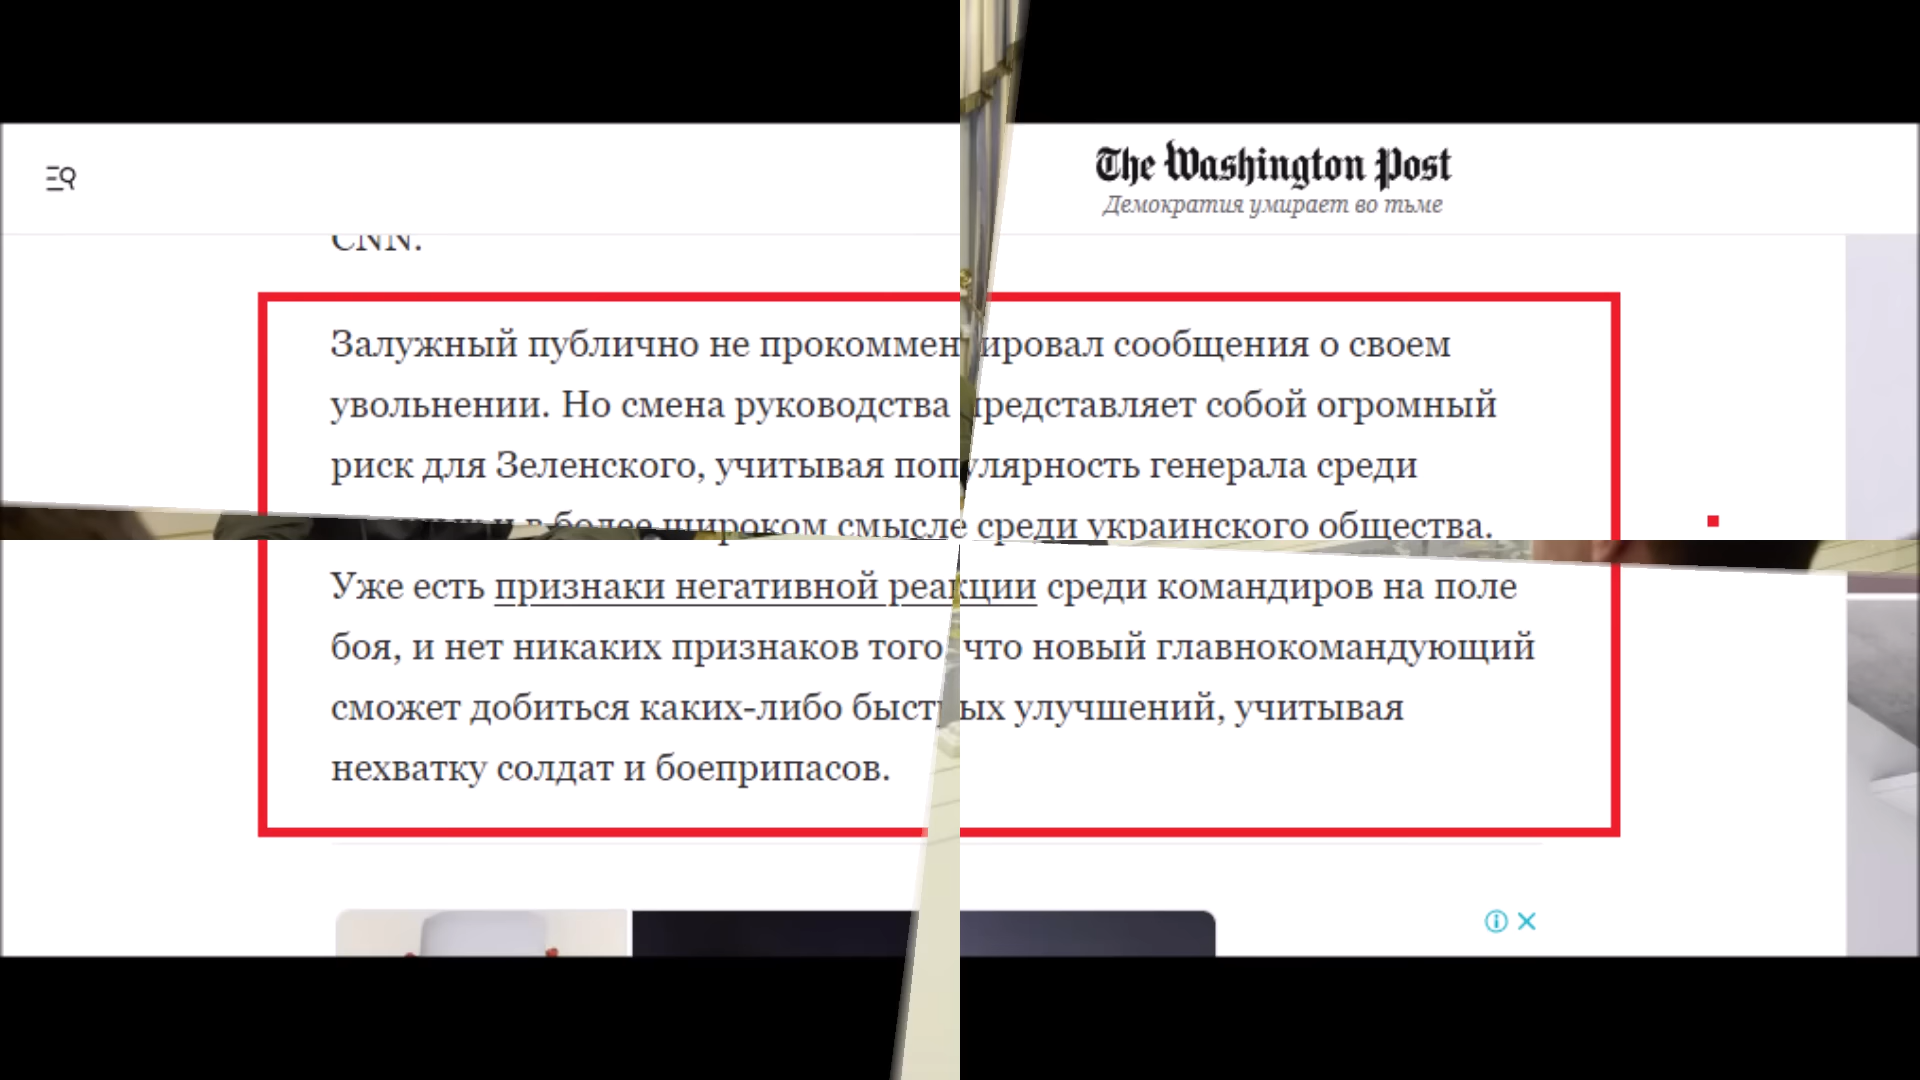 The Washington Post
Демократия умирает во тьме
CNN.
Залужный публично не прокомментировал сообщения о своем
увольнении. Но смена руководства представляет собой огромный
риск для Зеленского, учитывая популярность генерала среди
в более широком смысле среди украинского общества.
Уже есть признаки негативной реакции среди командиров на поле
боя, и нет никаких признаков того, что новый главнокомандующий
сможет добиться каких-либо быстрых улучшений, учитывая
нехватку солдат и боеприпасов.